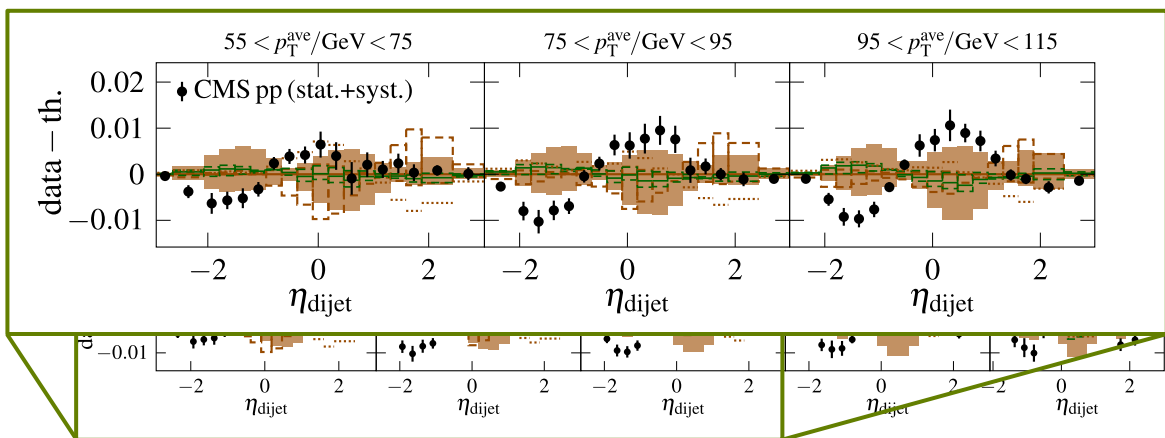 55 < p_T^ave/GeV < 75 75 < p_T^ave/GeV < 95 95 < p_T^ave/GeV < 115
0.02
CMS pp (stat.+syst.)
0.01
data − th.
0
−0.01
−2 0 2 −2 0 2 −2 0 2
η_dijet η_dijet η_dijet
−0.01
−2 0 2 −2 0 2 −2 0 2 −2 0 2 −2 0 2
η_dijet η_dijet η_dijet η_dijet η_dijet